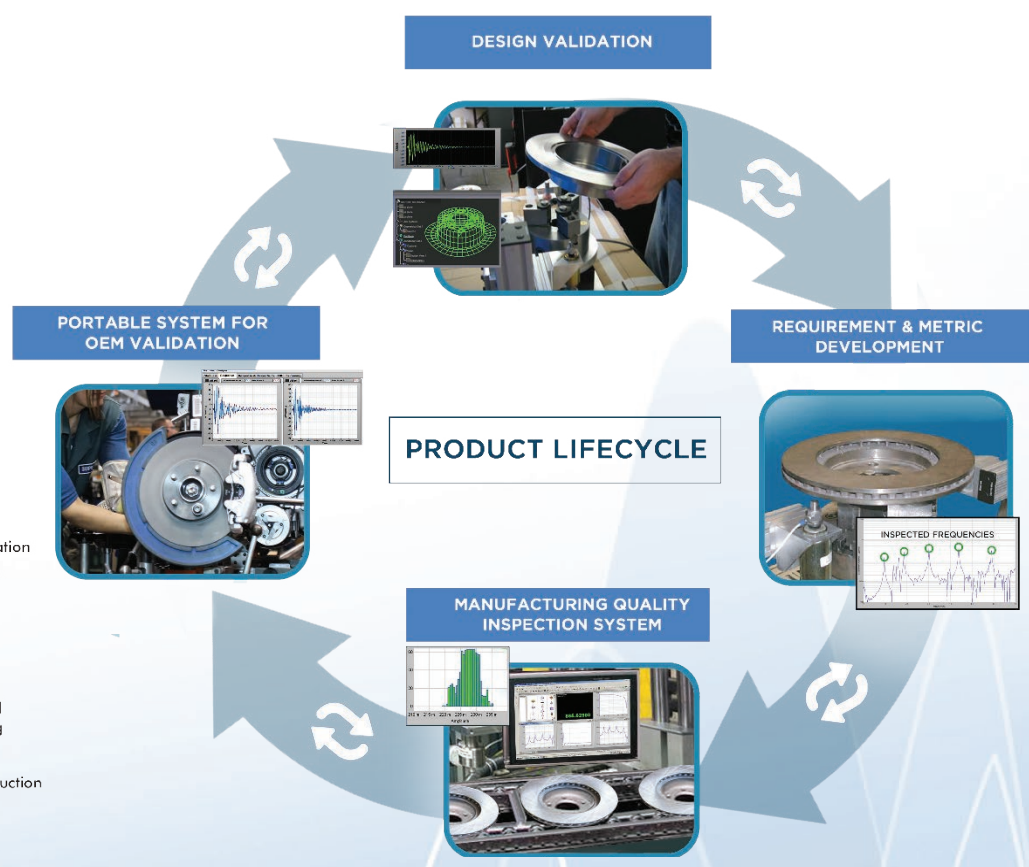 DESIGN VALIDATION
PORTABLE SYSTEM FOR
OEM VALIDATION
REQUIREMENT & METRIC
DEVELOPMENT
PRODUCT LIFECYCLE
INSPECTED FREQUENCIES
ation
MANUFACTURING QUALITY
INSPECTION SYSTEM
g
uction